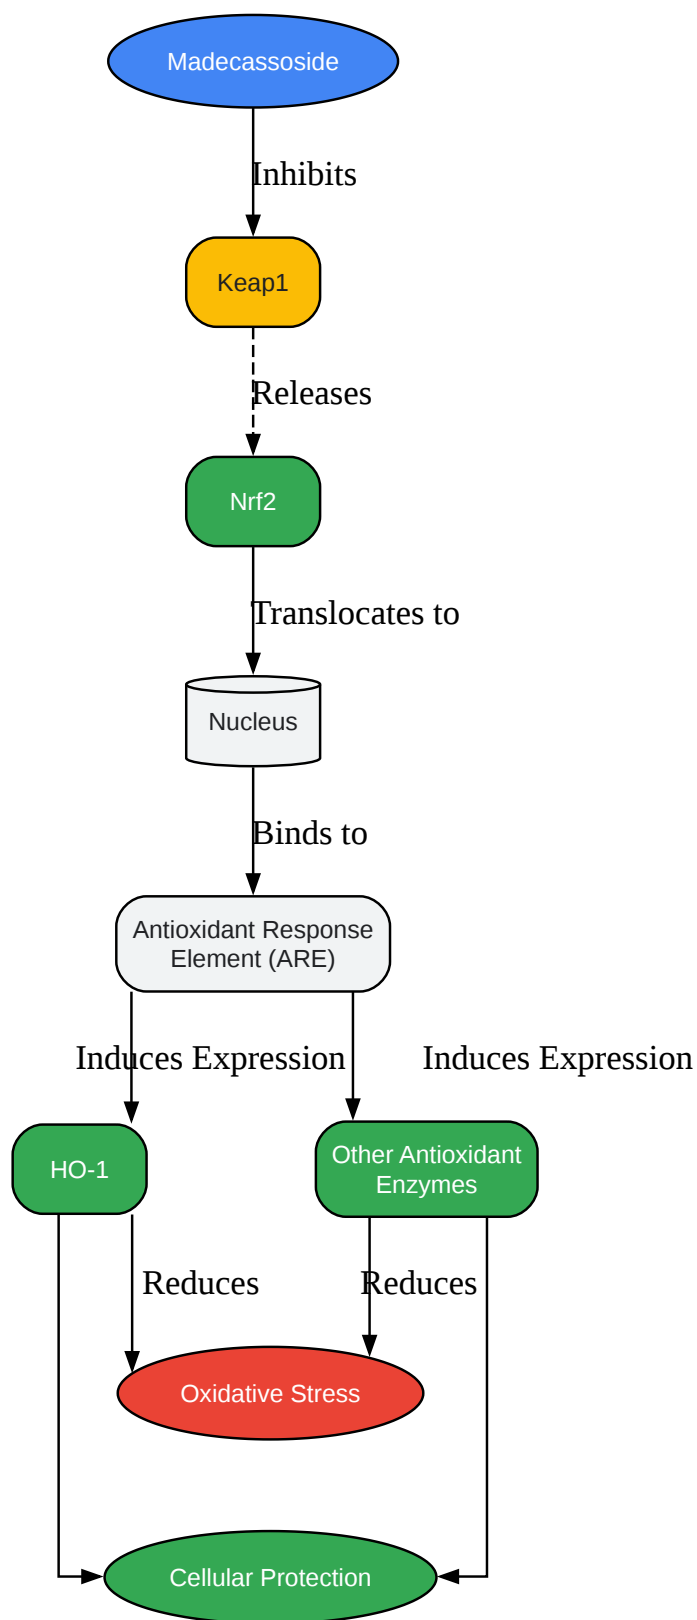 Madecassoside
Inhibits
Keap1
Releases
Nrf2
Translocates to
Nucleus
Binds to
Antioxidant Response
Element (ARE)
Induces Expression
Induces Expression
HO-1
Other Antioxidant
Enzymes
Reduces
Reduces
Oxidative Stress
Cellular Protection